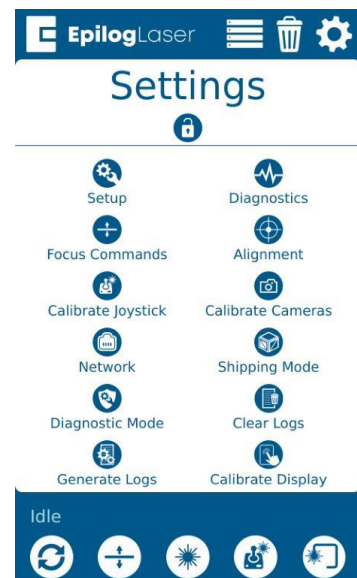 EpilogLaser
Settings
Setup
Diagnostics
Focus Commands
Alignment
Calibrate Joystick
Calibrate Cameras
Network
Shipping Mode
Diagnostic Mode
Clear Logs
Generate Logs
Calibrate Display
Idle